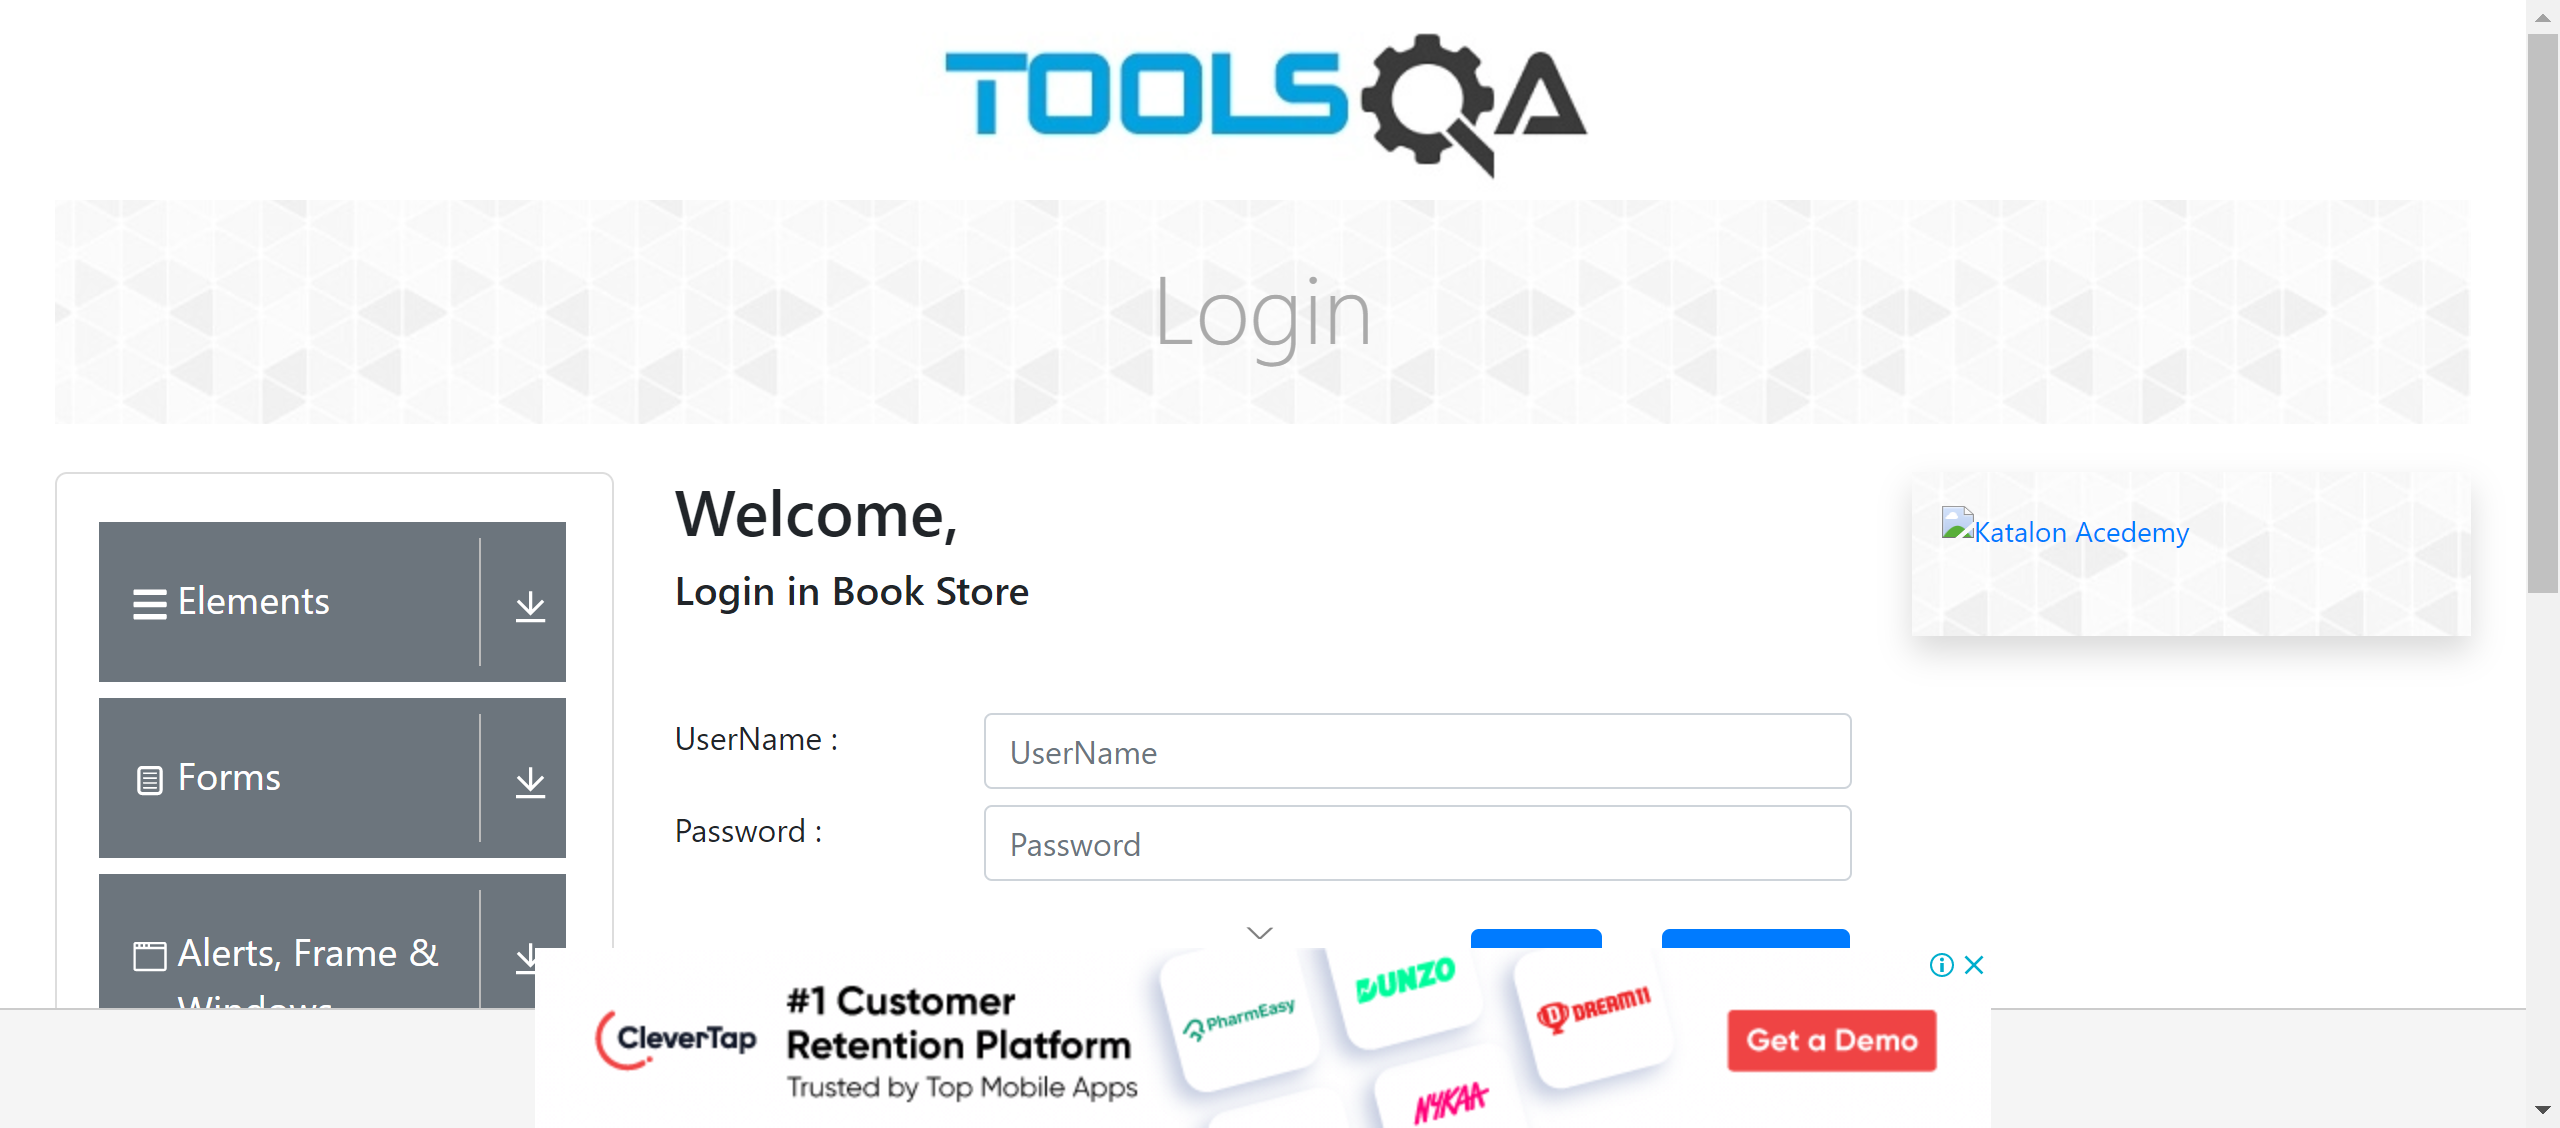 TOOLSQA
Login
Elements
Forms
Alerts, Frame &
Windows
Welcome,
Login in Book Store
UserName :
UserName
Password :
Password
Katalon Acedemy
CleverTap
#1 Customer
Retention Platform
Trusted by Top Mobile Apps
PharmEasy
DUNZO
DREAM11
NYKAA
Get a Demo